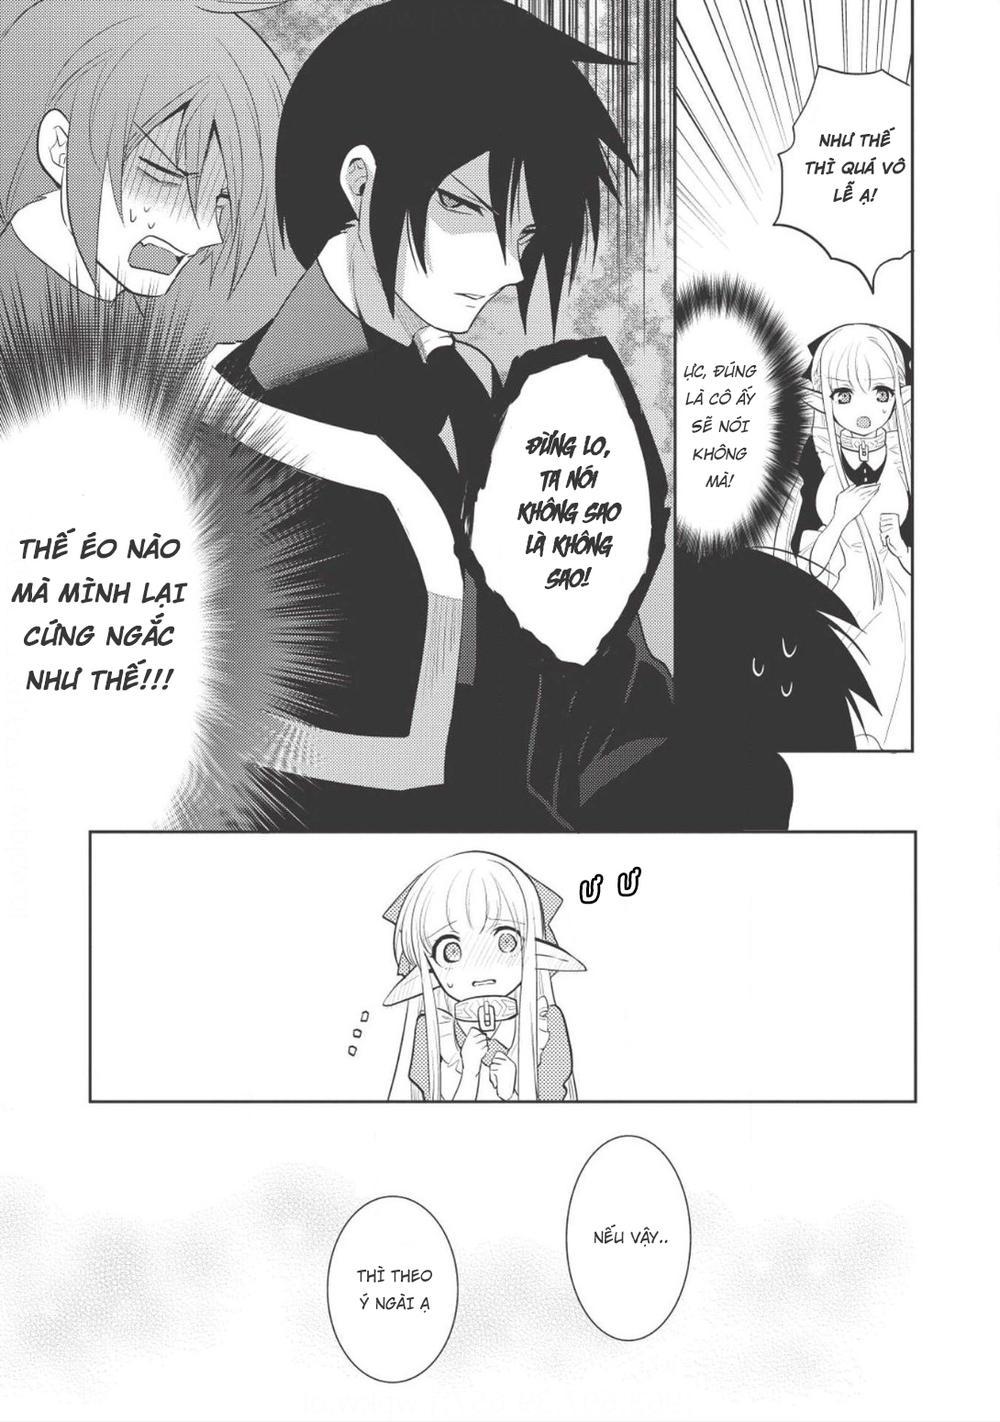 NHƯ THẾ
THÌ QUÁ VÔ
LỄ Ạ!
ỰC, ĐÚNG
LÀ CÔ ẤY
SẼ NÓI
KHÔNG
MÀ!
ĐỪNG LO,
TA NÓI
KHÔNG SAO
LÀ KHÔNG
SAO!
THẾ ÉO NÀO
MÀ MÌNH LẠI
CỨNG NGẮC
NHƯ THẾ!!!
Ư Ư
NẾU VẬY..
THÌ THEO
Ý NGÀI Ạ